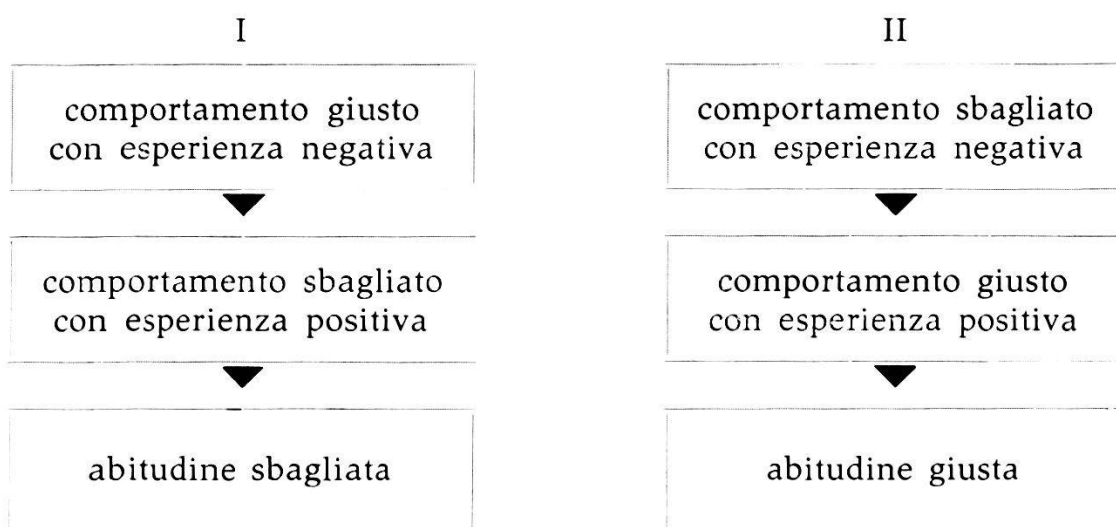 I
comportamento giusto
con esperienza negativa
comportamento sbagliato
con esperienza positiva
abitudine sbagliata
II
comportamento sbagliato
con esperienza negativa
comportamento giusto
con esperienza positiva
abitudine giusta